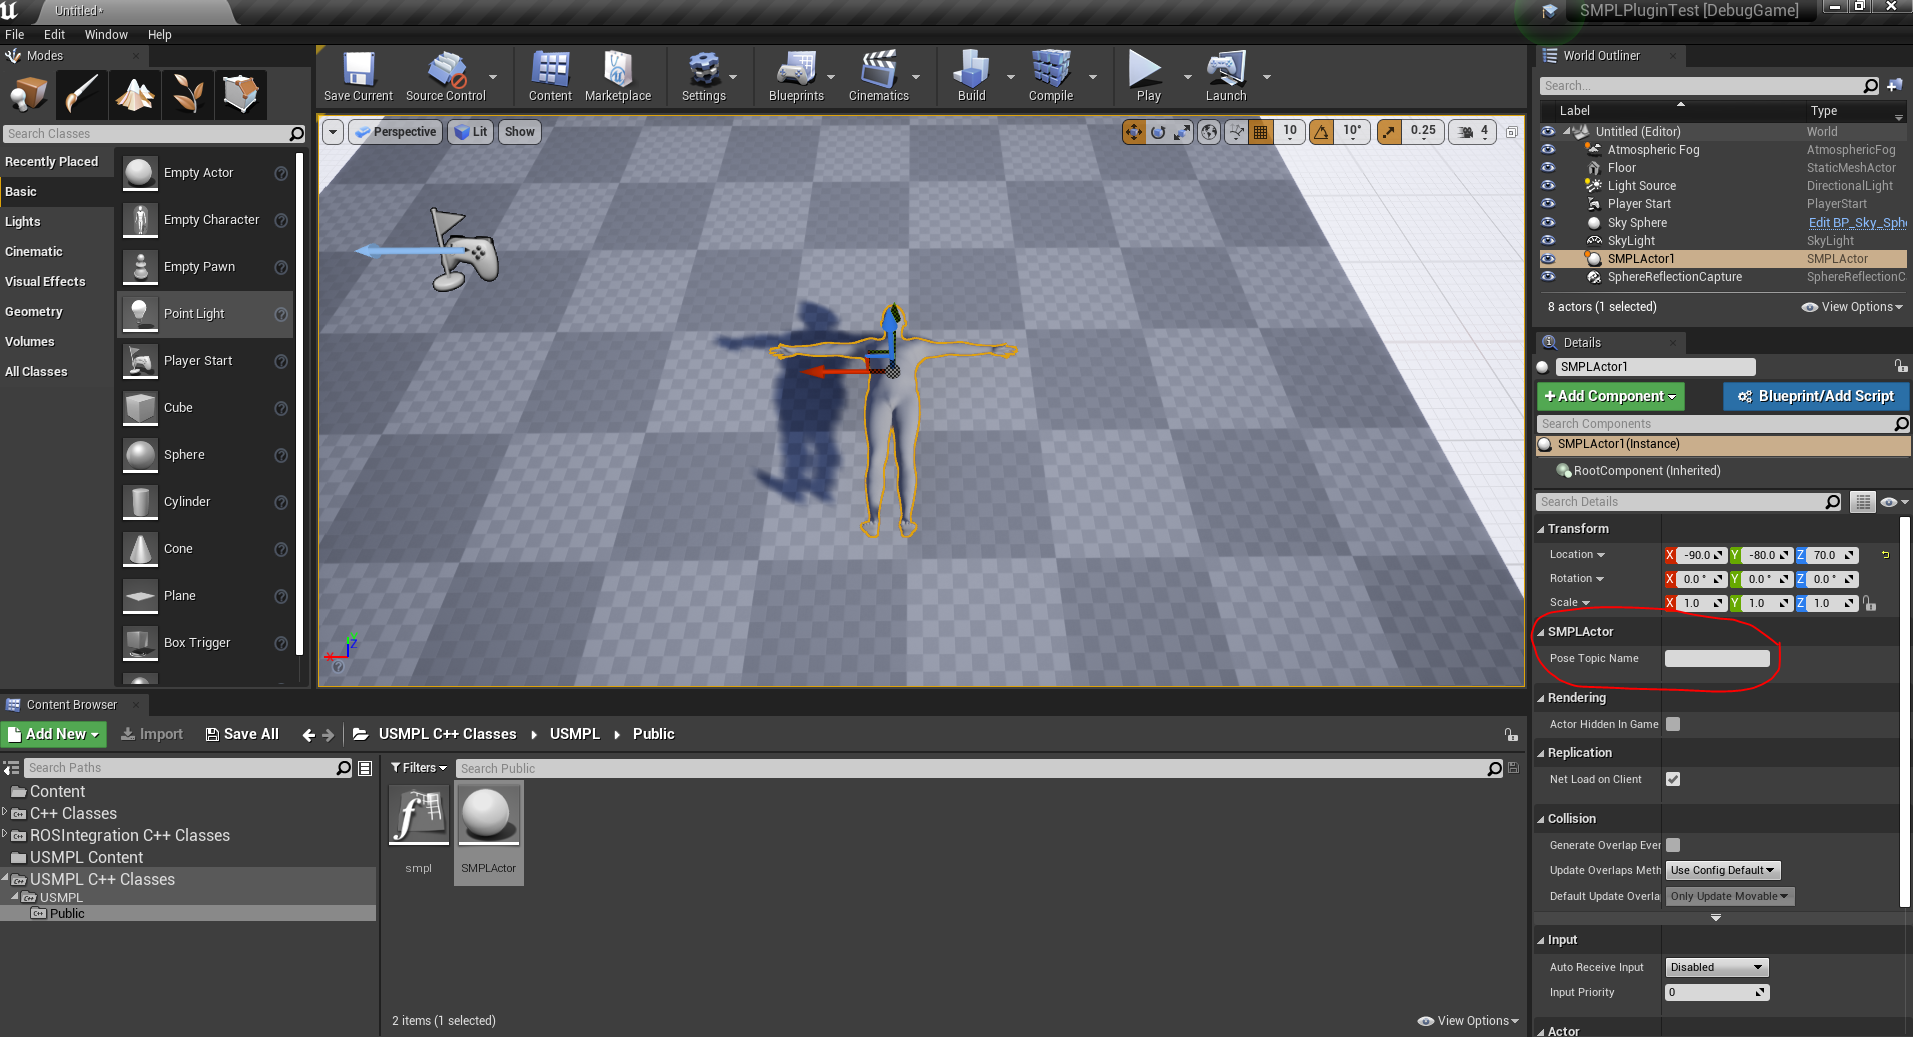 Untitled*
SMPLPluginTest [DebugGame]
File Edit Window Help
Modes
Search Classes
Recently Placed
Basic
Lights
Cinematic
Visual Effects
Geometry
Volumes
All Classes
Empty Actor
Empty Character
Empty Pawn
Point Light
Player Start
Cube
Sphere
Cylinder
Cone
Plane
Box Trigger
Save Current
Source Control
Content
Marketplace
Settings
Blueprints
Cinematics
Build
Compile
Play
Launch
Perspective
Lit
Show
10
10°
0.25
4
X
Y
Z
World Outliner
Search...
Label Type
Untitled (Editor) World
Atmospheric Fog AtmosphericFog
Floor StaticMeshActor
Light Source DirectionalLight
Player Start PlayerStart
Sky Sphere Edit BP_Sky_Sph
SkyLight SkyLight
SMPLActor1 SMPLActor
SphereReflectionCapture SphereReflectionC
8 actors (1 selected) View Options
Details
SMPLActor1
+Add Component
Blueprint/Add Script
Search Components
SMPLActor1(Instance)
RootComponent (Inherited)
Search Details
Transform
Location X -90.0 Y -80.0 Z 70.0
Rotation X 0.0 ° Y 0.0 ° Z 0.0 °
Scale X 1.0 Y 1.0 Z 1.0
SMPLActor
Pose Topic Name
Rendering
Actor Hidden In Game
Replication
Net Load on Client
Collision
Generate Overlap Ever
Update Overlaps Meth Use Config Default
Default Update Overla Only Update Movable
Input
Auto Receive Input Disabled
Input Priority 0
Actor
Content Browser
Add New
Import
Save All
USMPL C++ Classes USMPL Public
Search Paths
Content
C++ Classes
ROSIntegration C++ Classes
USMPL Content
USMPL C++ Classes
USMPL
Public
Filters
Search Public
smpl
SMPLActor
2 items (1 selected)
View Options